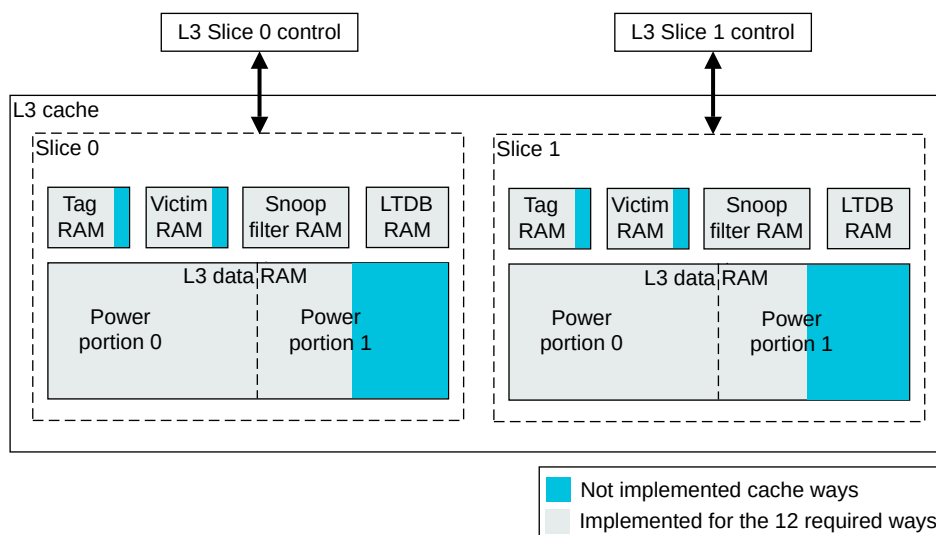 L3 Slice 0 control
L3 Slice 1 control
L3 cache
Slice 0
Tag
RAM
Victim
RAM
Snoop
filter RAM
LTDB
RAM
L3 data RAM
Power
portion 0
Power
portion 1
Slice 1
Tag
RAM
Victim
RAM
Snoop
filter RAM
LTDB
RAM
L3 data RAM
Power
portion 0
Power
portion 1
Not implemented cache ways
Implemented for the 12 required ways